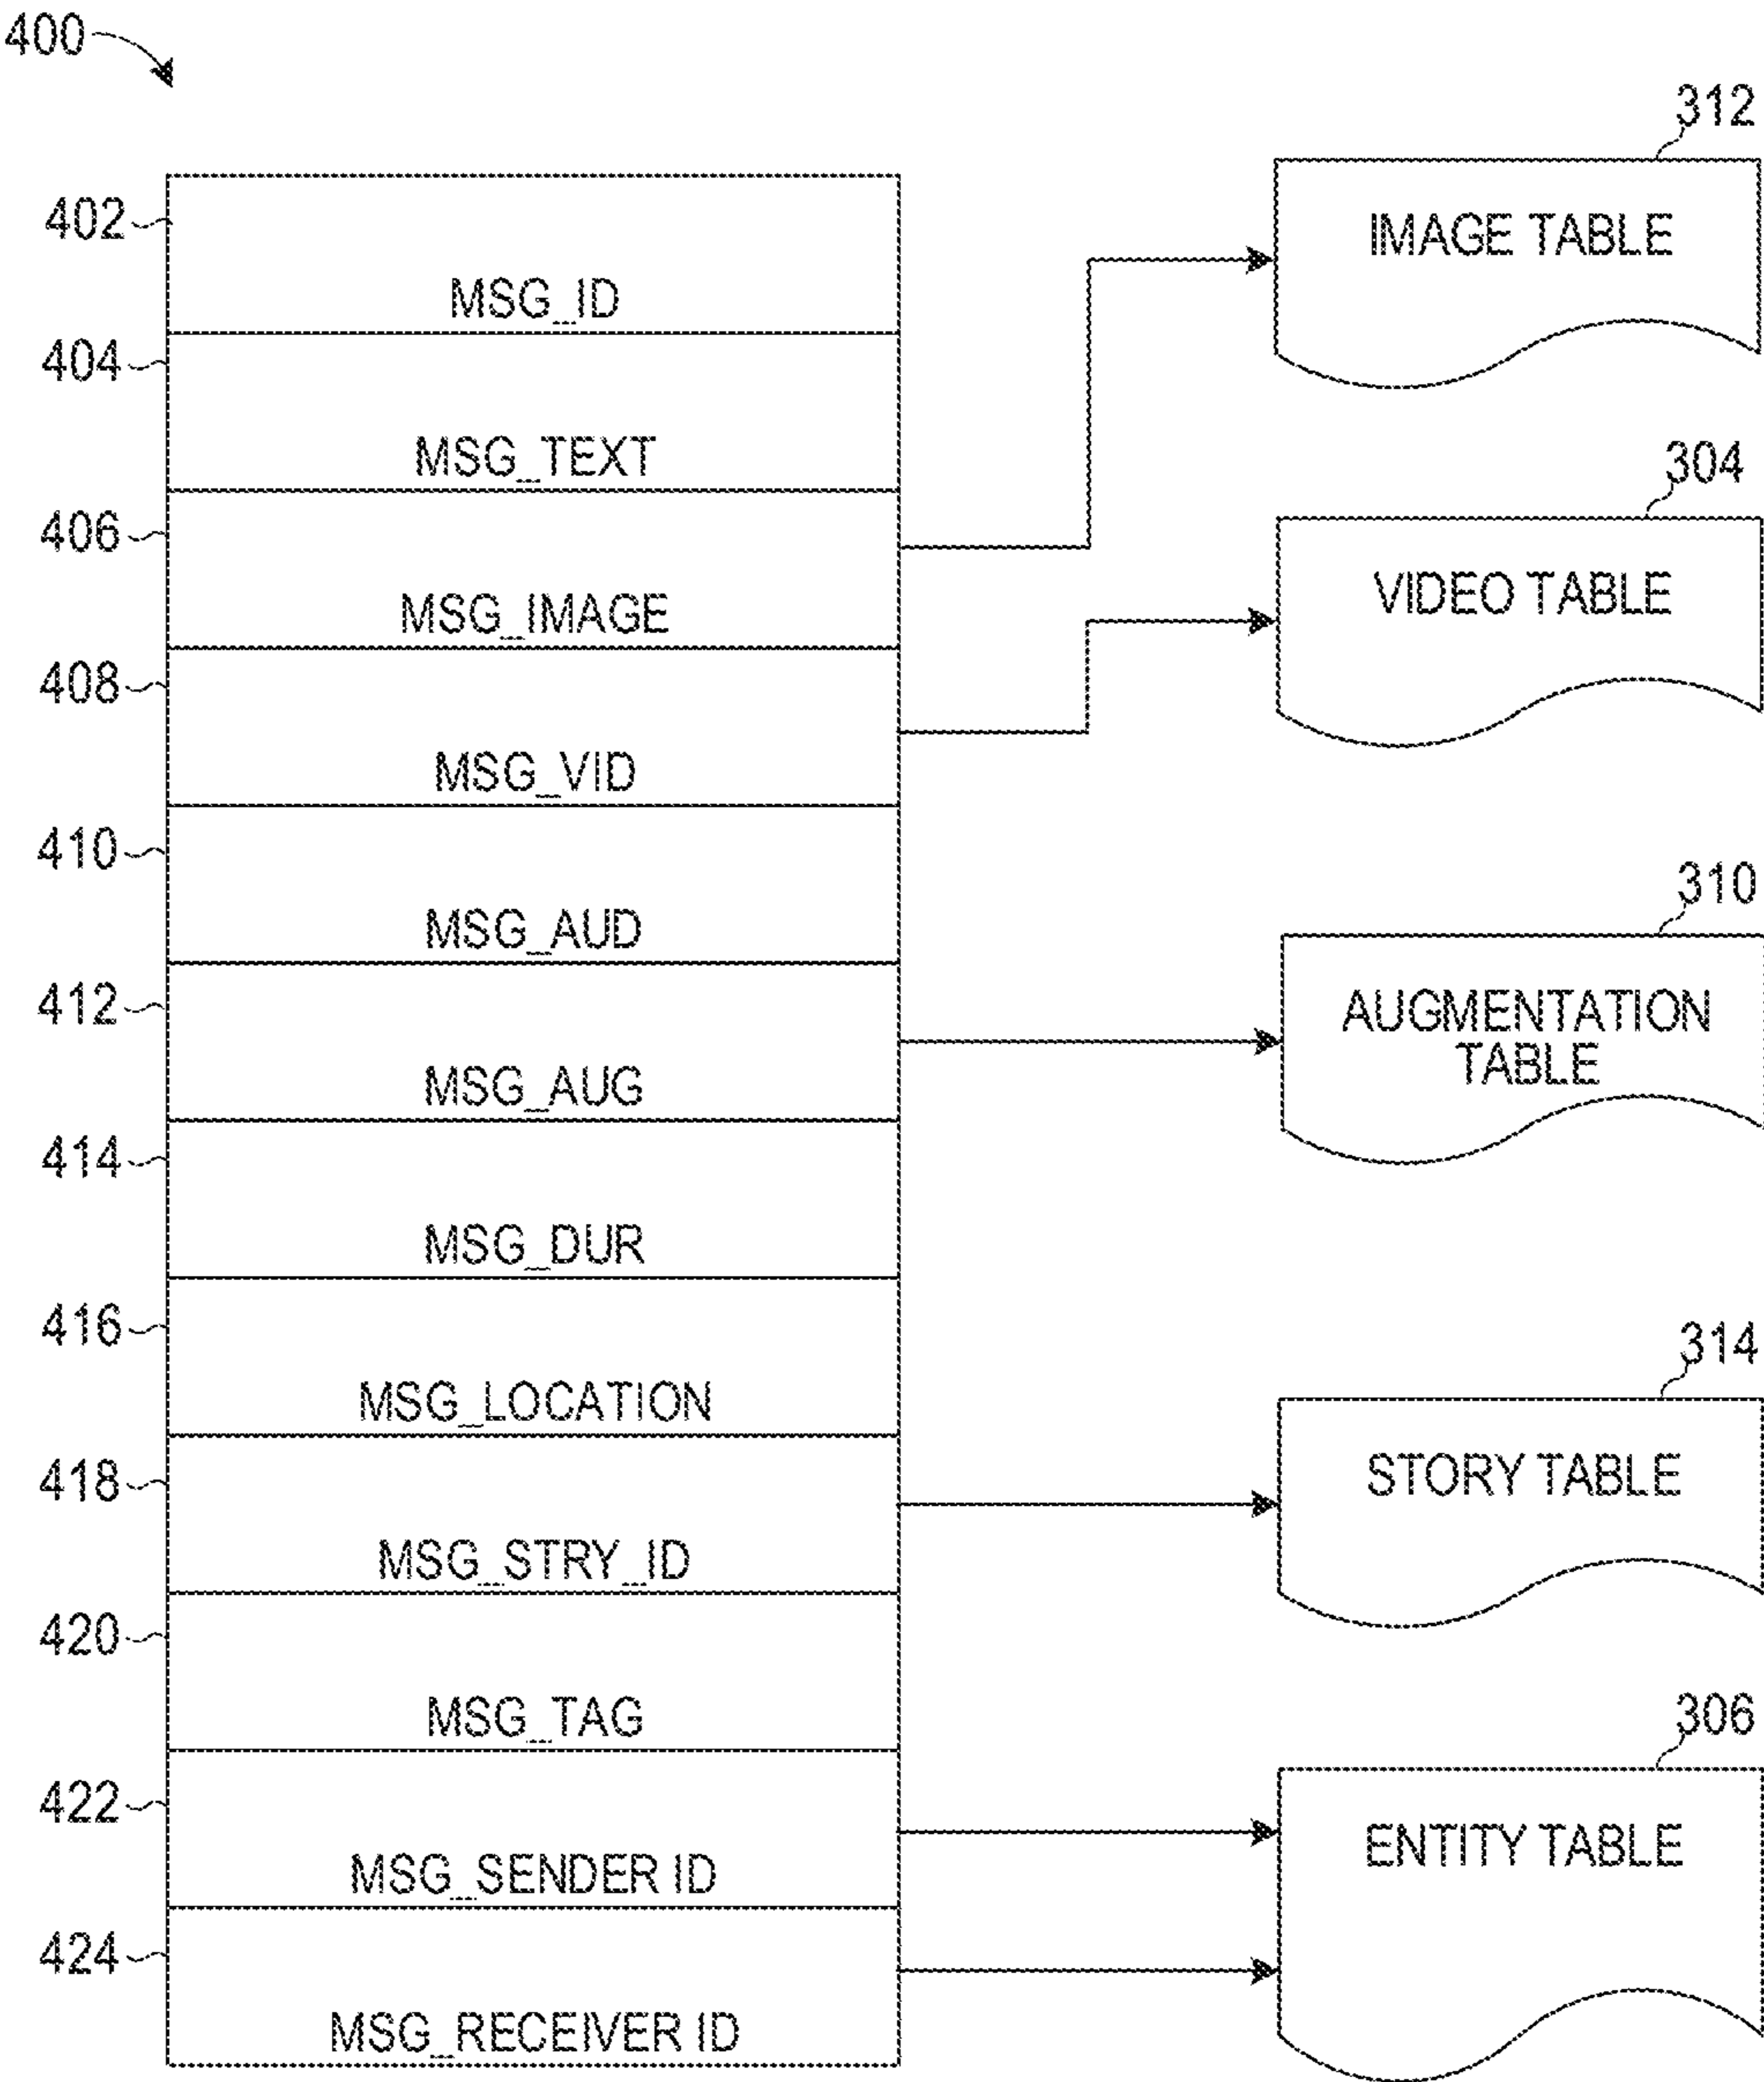 400
312
402
IMAGE TABLE
MSG_ID
404
MSG_TEXT
304
406
VIDEO TABLE
MSG_IMAGE
408
MSG_VID
410
310
MSG_AUD
412
AUGMENTATION
TABLE
MSG_AUG
414
MSG_DUR
416
314
MSG_LOCATION
418
STORY TABLE
MSG_STRY_ID
420
306
MSG_TAG
422
ENTITY TABLE
MSG_SENDER ID
424
MSG_RECEIVER ID